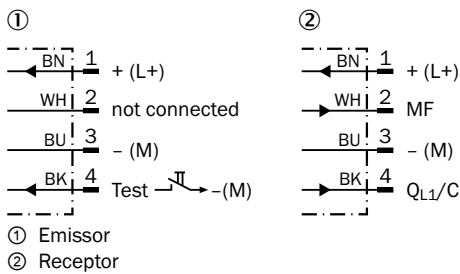 ① ②
BN 1 + (L+) BN 1 + (L+)
WH 2 not connected WH 2 MF
BU 3 – (M) BU 3 – (M)
BK 4 Test –(M) BK 4 QL1/C
① Emissor
② Receptor